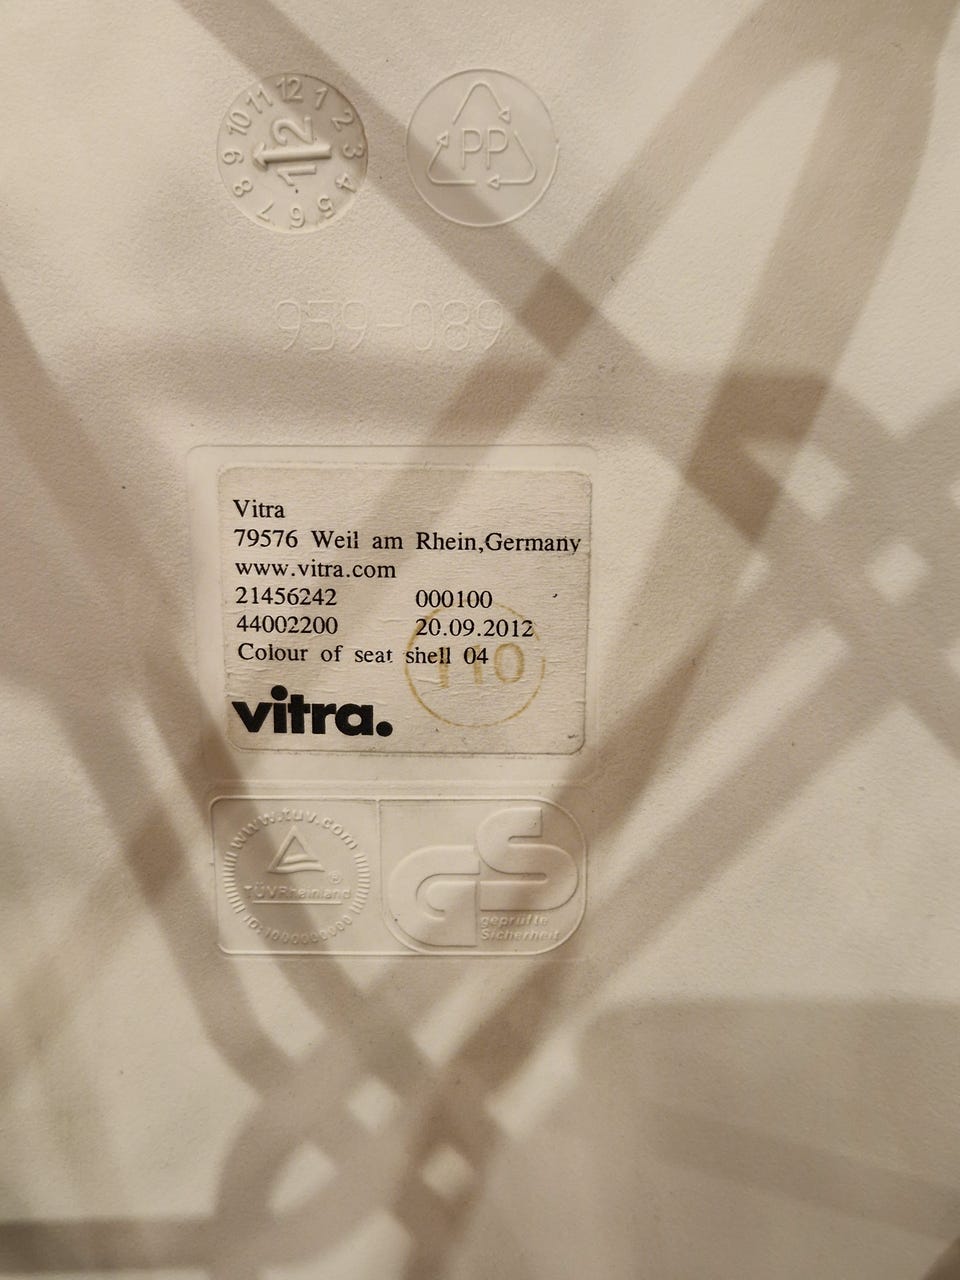 10 11 12 1 2 3 4 5 6 7 8 9
12
PP
939-089
Vitra
79576 Weil am Rhein,Germany
www.vitra.com
21456242 000100
44002200 20.09.2012
Colour of seat shell 04
110
vitra.
www.tuv.com
TÜVRheinland
®
ID:1000000000
GS
geprüfte
Sicherheit